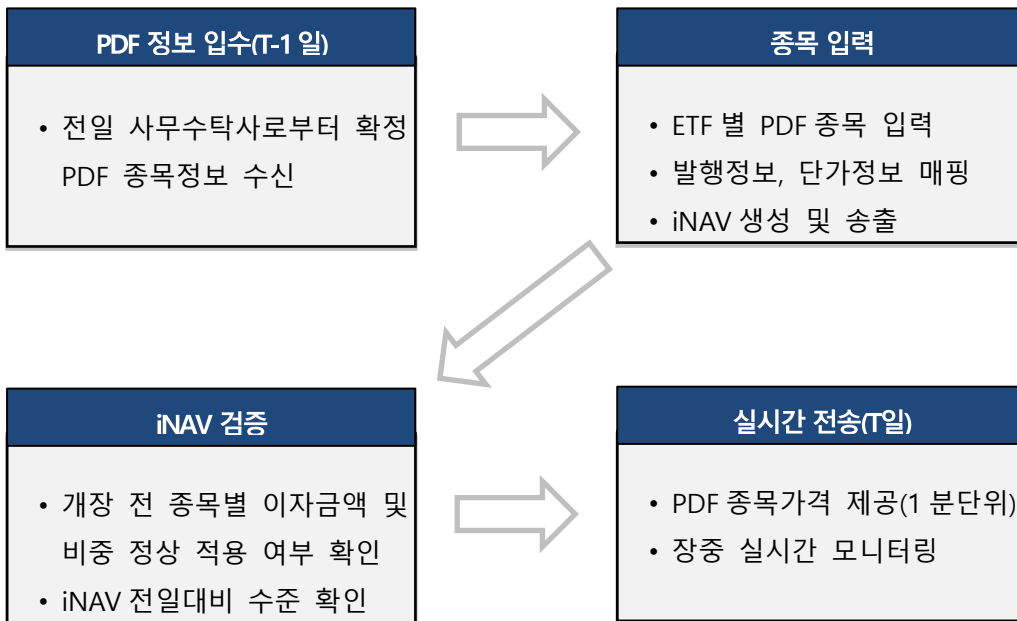 PDF 정보 입수(T-1 일)
• 전일 사무수탁사로부터 확정
PDF 종목정보 수신
종목 입력
• ETF 별 PDF 종목 입력
• 발행정보, 단가정보 매핑
• iNAV 생성 및 송출
iNAV 검증
• 개장 전 종목별 이자금액 및
비중 정상 적용 여부 확인
• iNAV 전일대비 수준 확인
실시간 전송(T일)
• PDF 종목가격 제공(1 분단위)
• 장중 실시간 모니터링